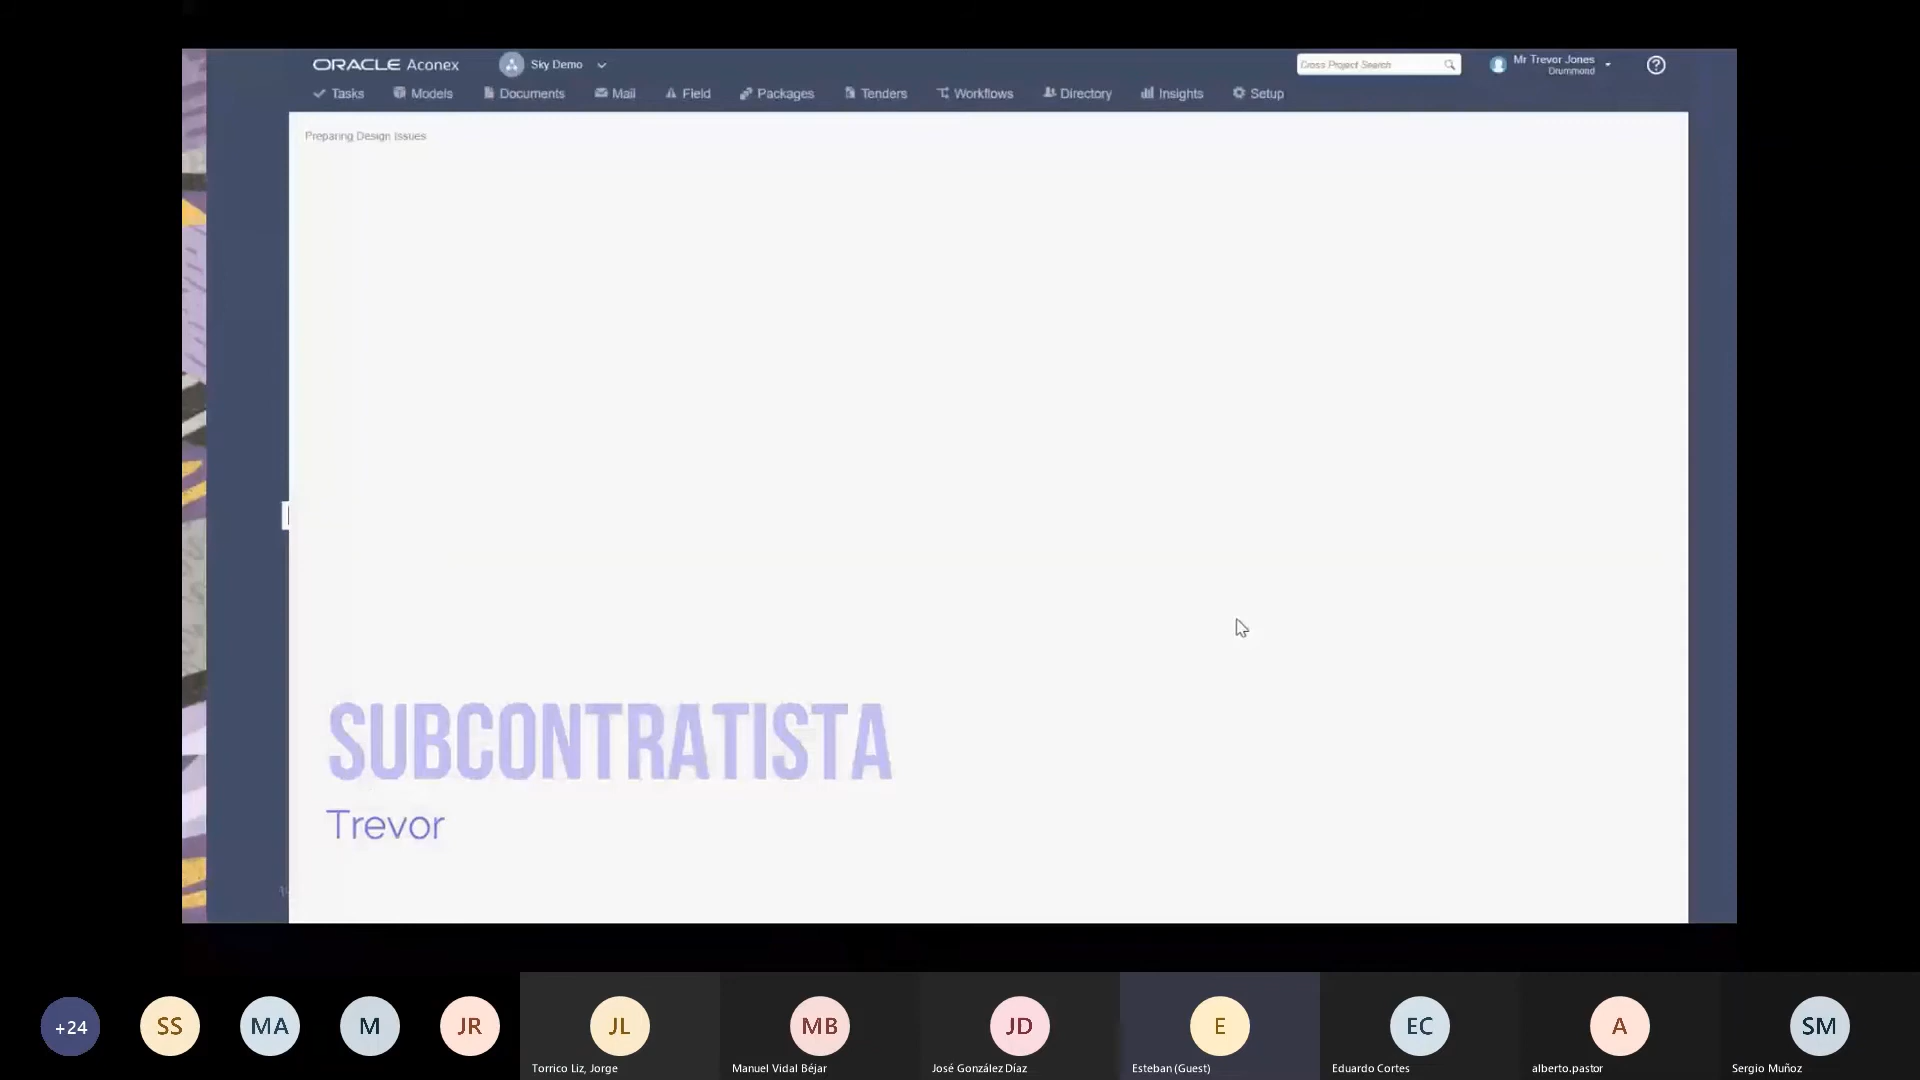 ORACLE Aconex
Sky Demo
Cross Project Search
Mr Trevor Jones
Drummond
Tasks
Models
Documents
Mail
Field
Packages
Tenders
Workflows
Directory
Insights
Setup
Preparing Design Issues
SUBCONTRATISTA
Trevor
+24
SS
MA
M
JR
JL
MB
JD
E
EC
A
SM
Torrico Liz, Jorge
Manuel Vidal Béjar
José González Díaz
Esteban (Guest)
Eduardo Cortes
alberto.pastor
Sergio Muñoz